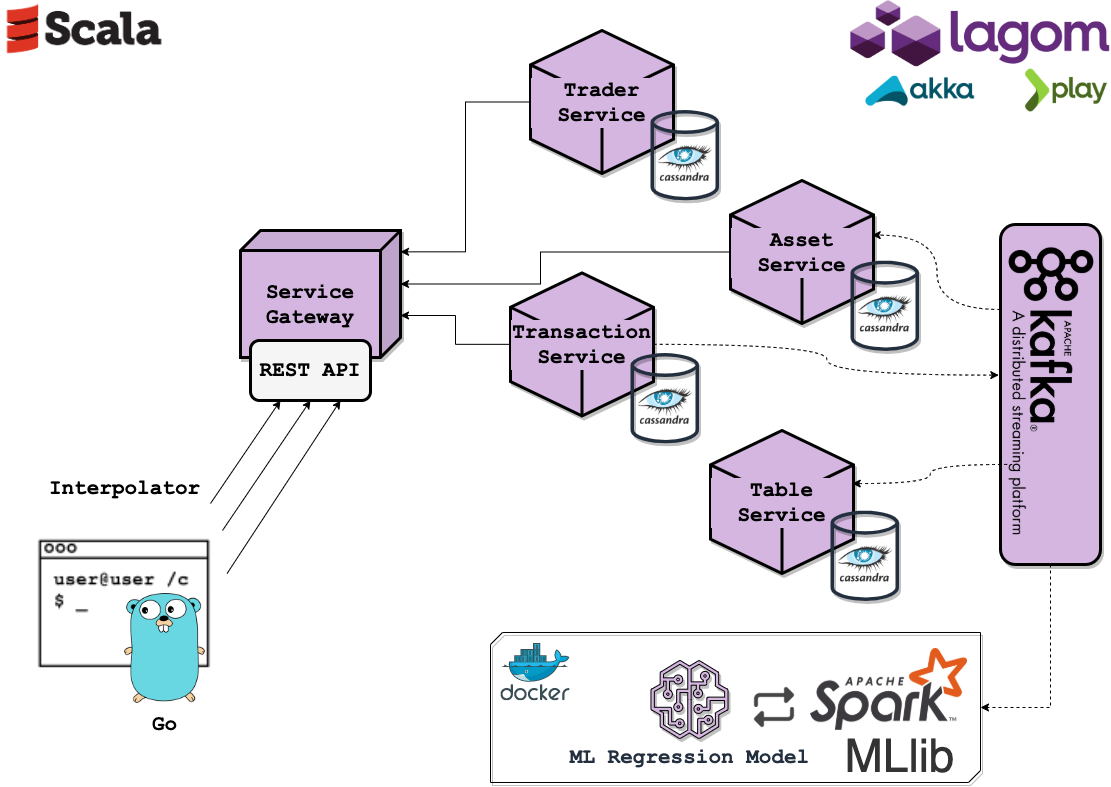 Scala
lagom
akka
play
Trader
Service
cassandra
Asset
Service
cassandra
Service
Gateway
REST API
Transaction
Service
cassandra
APACHE
kafka®
A distributed streaming platform
Table
Service
cassandra
Interpolator
user@user /c
$ _
Go
docker
APACHE
Spark™
MLlib
ML Regression Model